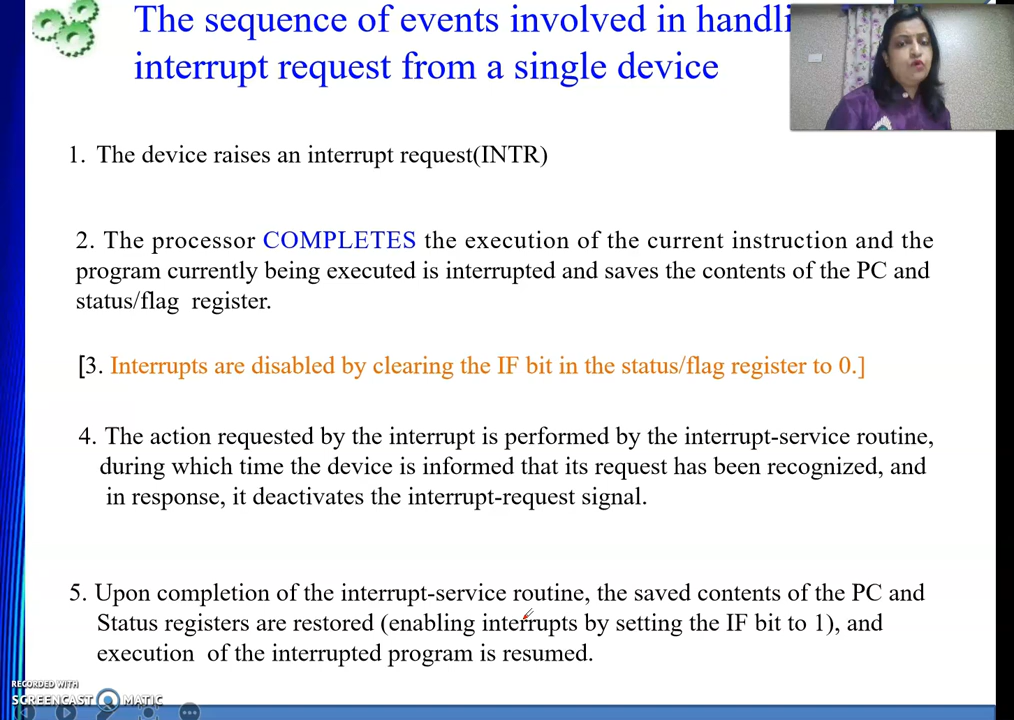 The sequence of events involved in handli
interrupt request from a single device
1. The device raises an interrupt request(INTR)
2. The processor COMPLETES the execution of the current instruction and the
program currently being executed is interrupted and saves the contents of the PC and
status/flag register.
[3. Interrupts are disabled by clearing the IF bit in the status/flag register to 0.]
4. The action requested by the interrupt is performed by the interrupt-service routine,
during which time the device is informed that its request has been recognized, and
in response, it deactivates the interrupt-request signal.
5. Upon completion of the interrupt-service routine, the saved contents of the PC and
Status registers are restored (enabling interrupts by setting the IF bit to 1), and
execution of the interrupted program is resumed.
RECORDED WITH
SCREENCAST MATIC